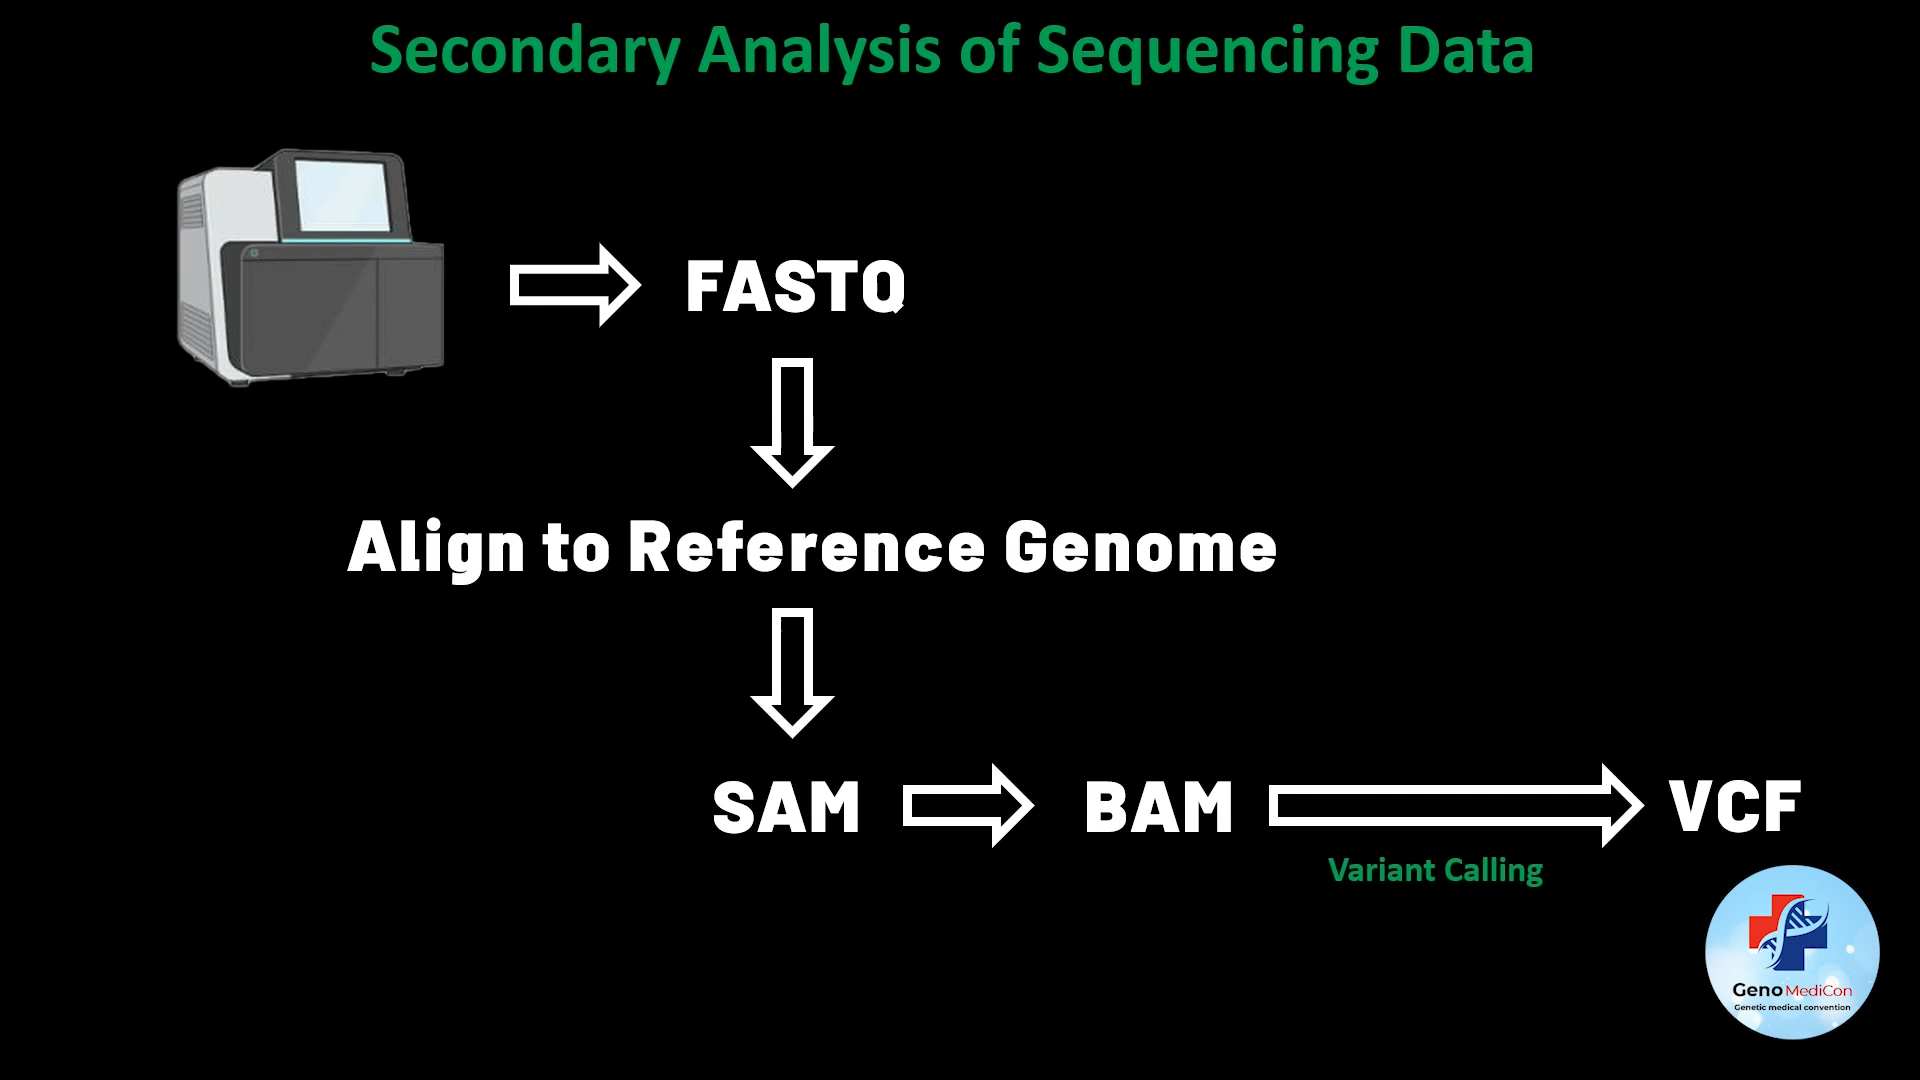 Secondary Analysis of Sequencing Data
FASTQ
Align to Reference Genome
SAM
BAM
VCF
Variant Calling
Geno MediCon
Genetic medical convention